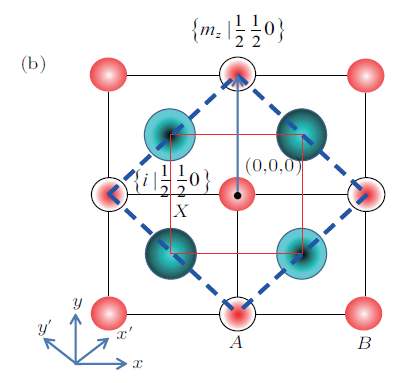 {m_z | 1/2 1/2 0}
(b)
(0,0,0)
{i | 1/2 1/2 0}
X
y
y′
x′
x
A
B